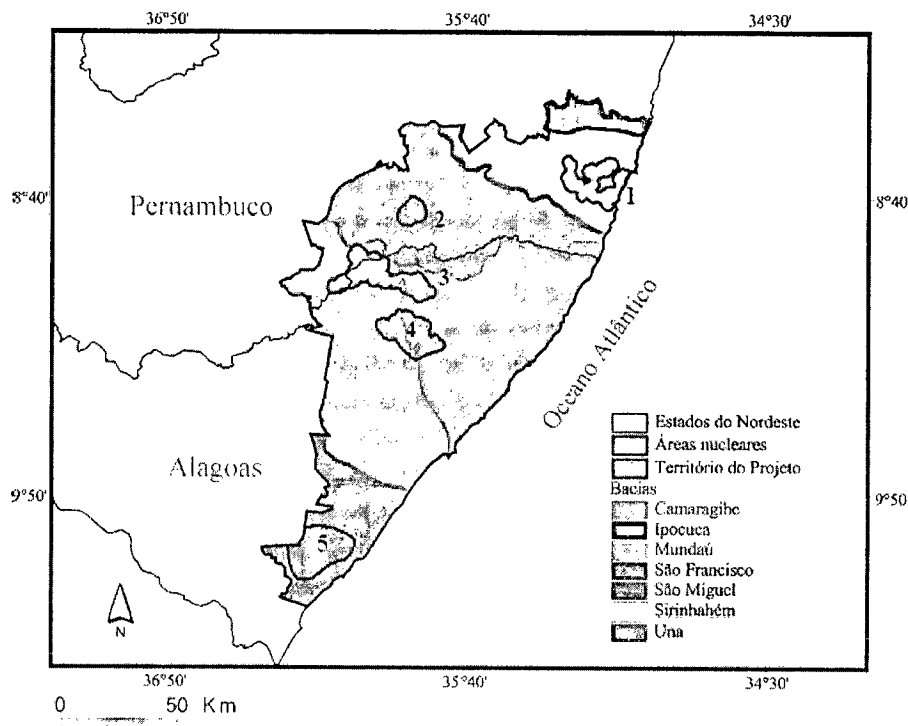 36°50' 35°40' 34°30'
8°40' 8°40'
Pernambuco
1
2
3
4
Oceano Atlântico
Estados do Nordeste
Áreas nucleares
Território do Projeto
Bacias
Camaragibe
Ipocuca
Mundaú
São Francisco
São Miguel
Sirinhahém
Una
Alagoas
9°50' 9°50'
5
N
36°50' 35°40' 34°30'
0 50 Km